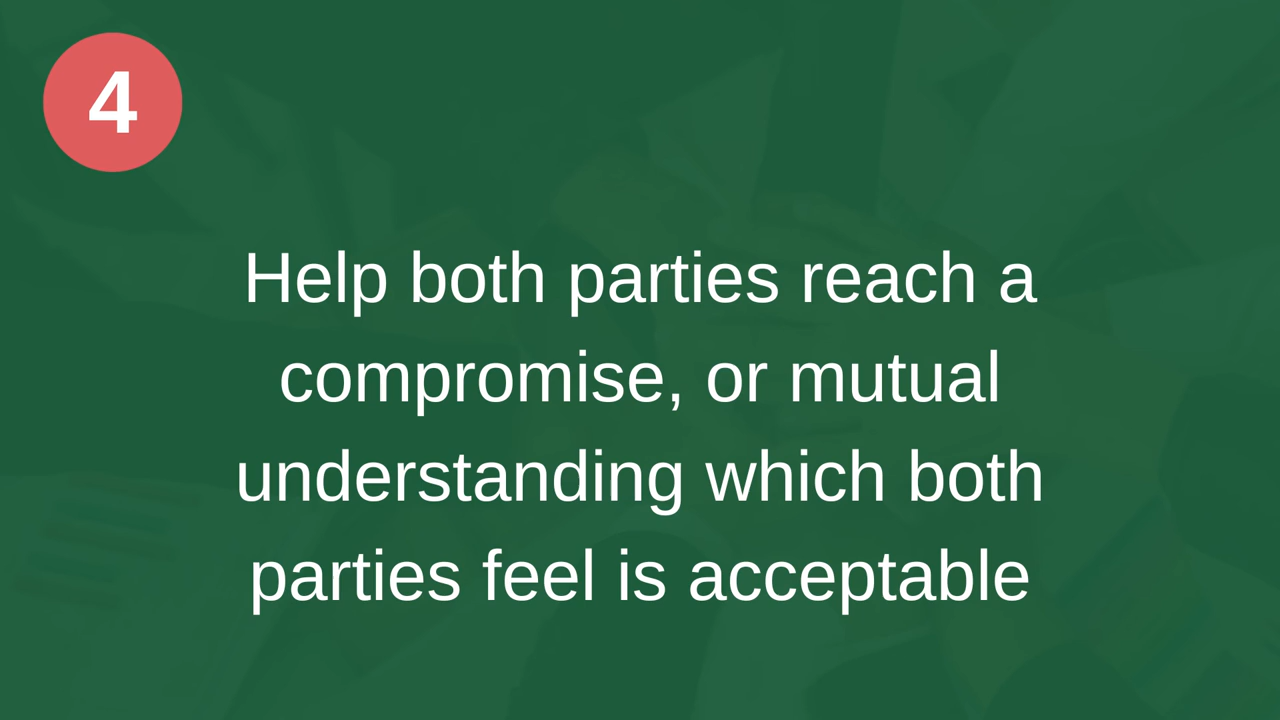 4
Help both parties reach a
compromise, or mutual
understanding which both
parties feel is acceptable